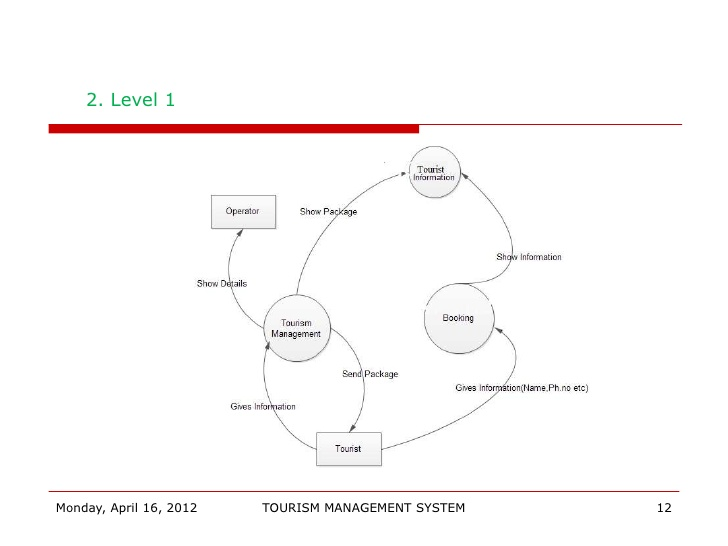 2. Level 1
Tourist
Information
Operator
Show Package
Show Information
Show Details
Tourism
Management
Booking
Send Package
Gives Information(Name,Ph.no etc)
Gives Information
Tourist
Monday, April 16, 2012
TOURISM MANAGEMENT SYSTEM
12